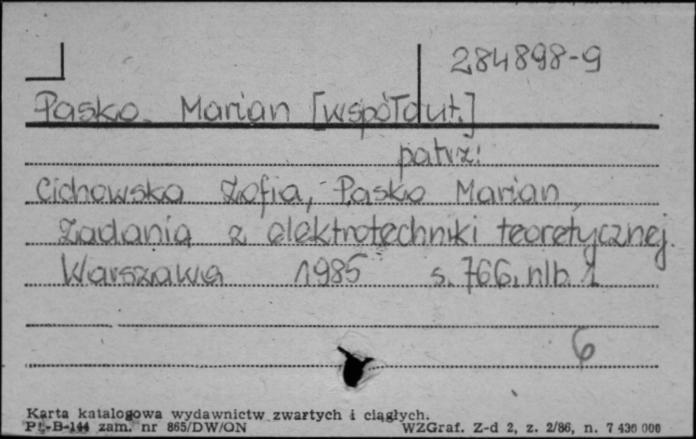 284898-9
Pasko Marian [współaut.]
patrz:
Cichowska Zofia, Pasko Marian,
Zadania z elektrotechniki teoretycznej.
Warszawa 1985 s. 766, nlb. 1
6
Karta katalogowa wydawnictw zwartych i ciągłych.
Pł-B-144 zam. nr 865/DW/ON WZGraf. Z-d 2, z. 2/86, n. 7 430 000